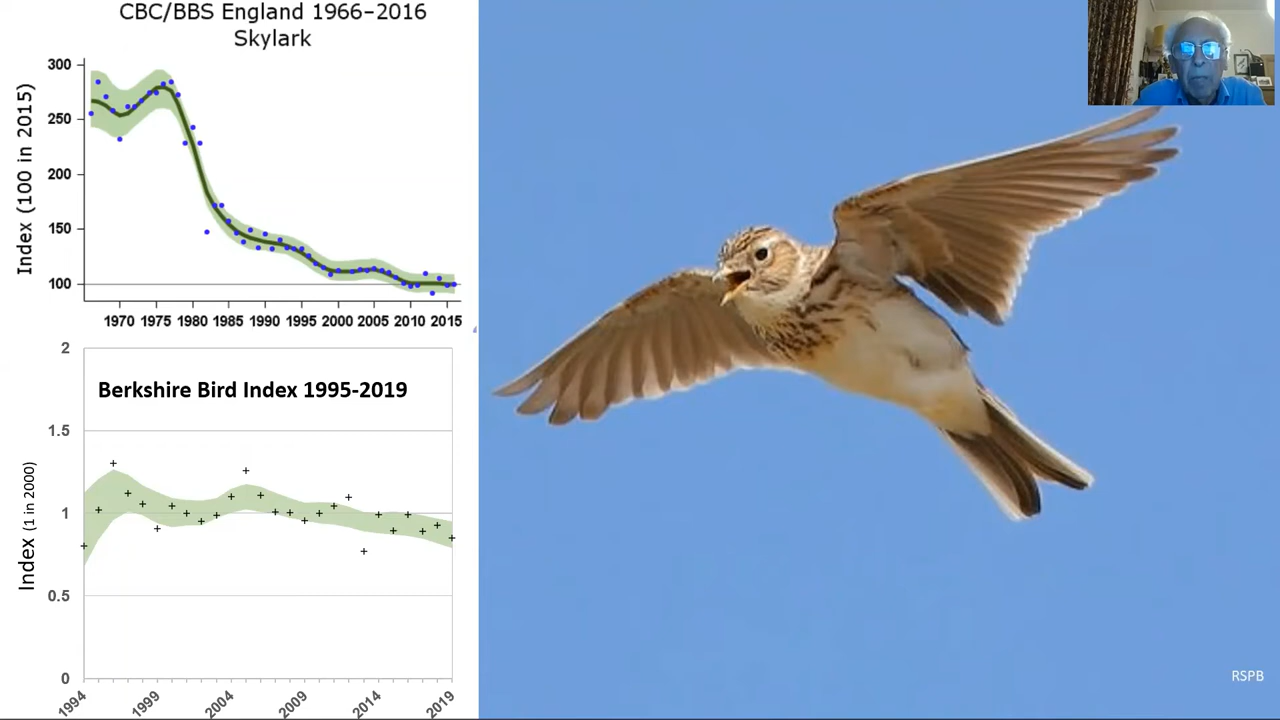 CBC/BBS England 1966–2016
Skylark
Index (100 in 2015)
300
250
200
150
100
1970 1975 1980 1985 1990 1995 2000 2005 2010 2015
Berkshire Bird Index 1995-2019
Index (1 in 2000)
2
1.5
1
0.5
0
1994 1999 2004 2009 2014 2019
RSPB